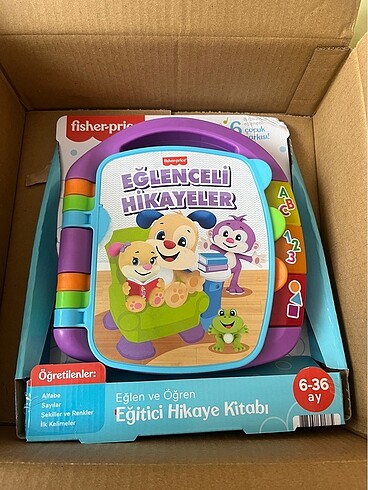 fisher-price
6
çocuk
şarkısı!
fisher-price
EĞLENCELİ
HİKAYELER
A
B
C
1
2
3
Öğretilenler:
Alfabe
Sayılar
Şekiller ve Renkler
İlk Kelimeler
Eğlen ve Öğren
Eğitici Hikaye Kitabı
6-36
ay